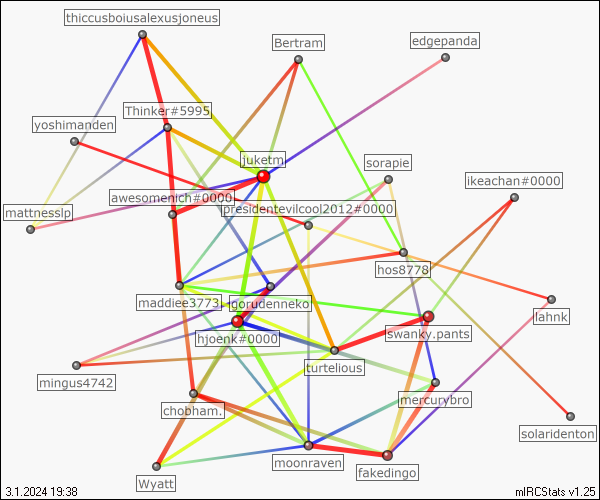 thiccusboiusalexusjoneus
Bertram
edgepanda
Thinker#5995
yoshimanden
juketm
sorapie
ikeachan#0000
awesomenich#0000
presidentevilcool2012#0000
mattnesslp
hos8778
maddiee3773
gorudenneko
lahnk
hjoenk#0000
swanky.pants
turtelious
mingus4742
mercurybro
chobham.
solaridenton
moonraven
fakedingo
Wyatt
3.1.2024 19:38
mIRCStats v1.25